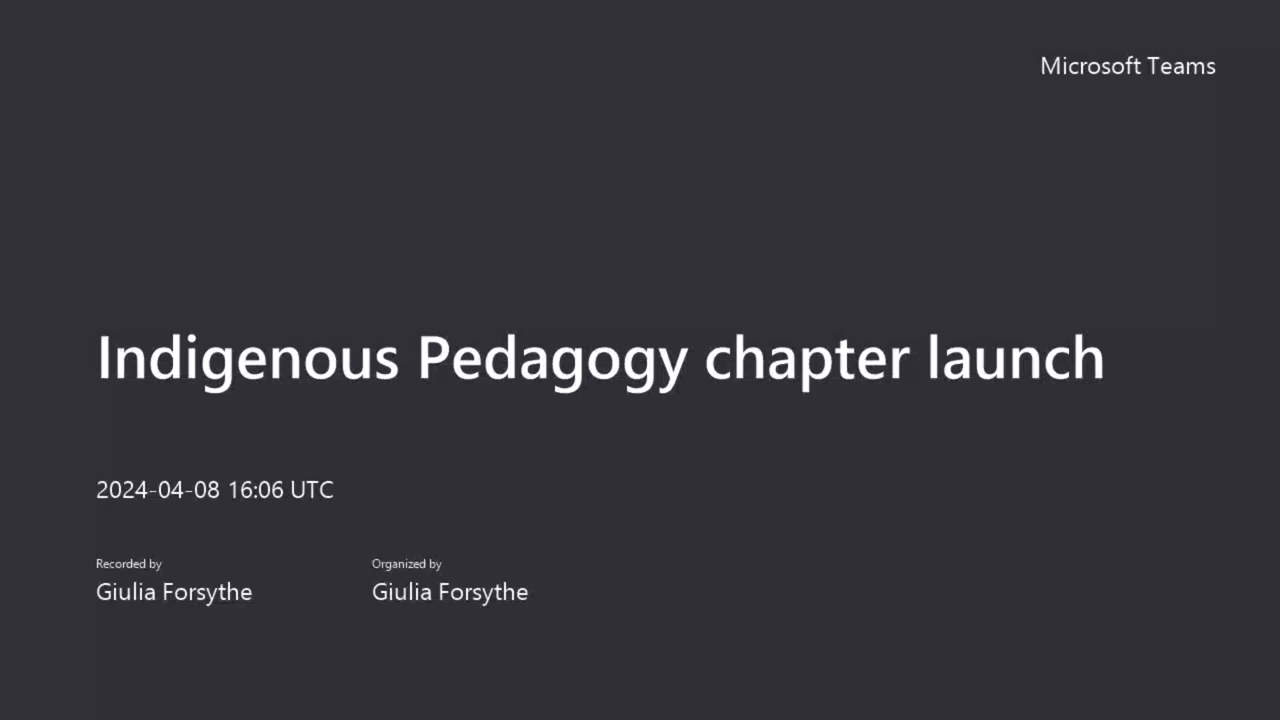 Microsoft Teams
Indigenous Pedagogy chapter launch
2024-04-08 16:06 UTC
Recorded by
Giulia Forsythe
Organized by
Giulia Forsythe